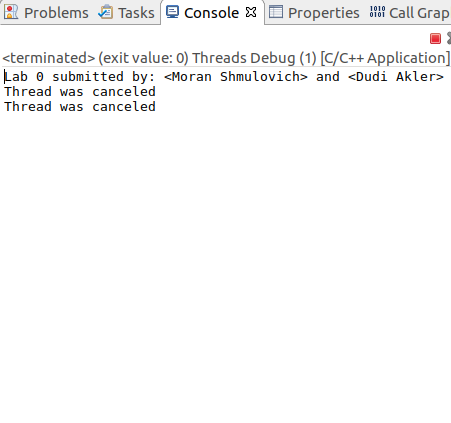 Problems Tasks Console Properties Call Grap
<terminated> (exit value: 0) Threads Debug (1) [C/C++ Application]
Lab 0 submitted by: <Moran Shmulovich> and <Dudi Akler>
Thread was canceled
Thread was canceled